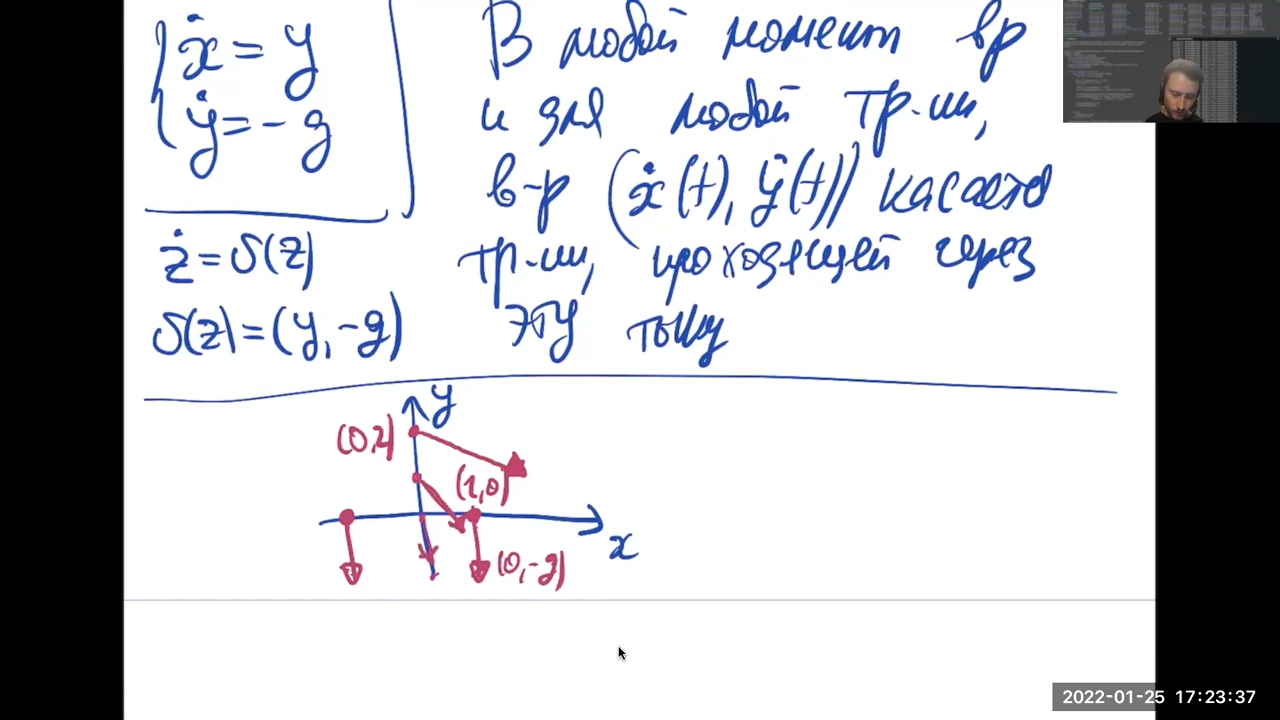 ẋ = y
ẏ = - g
ż = S(z)
S(z) = (y, -g)
В любой момент вр
и для любой тр-ии,
в-р (ẋ(t), ẏ(t)) касается
тр-ии, проходящей через
эту точку
y
(0,2)
(1,0)
x
(0,-g)
2022-01-25 17:23:37